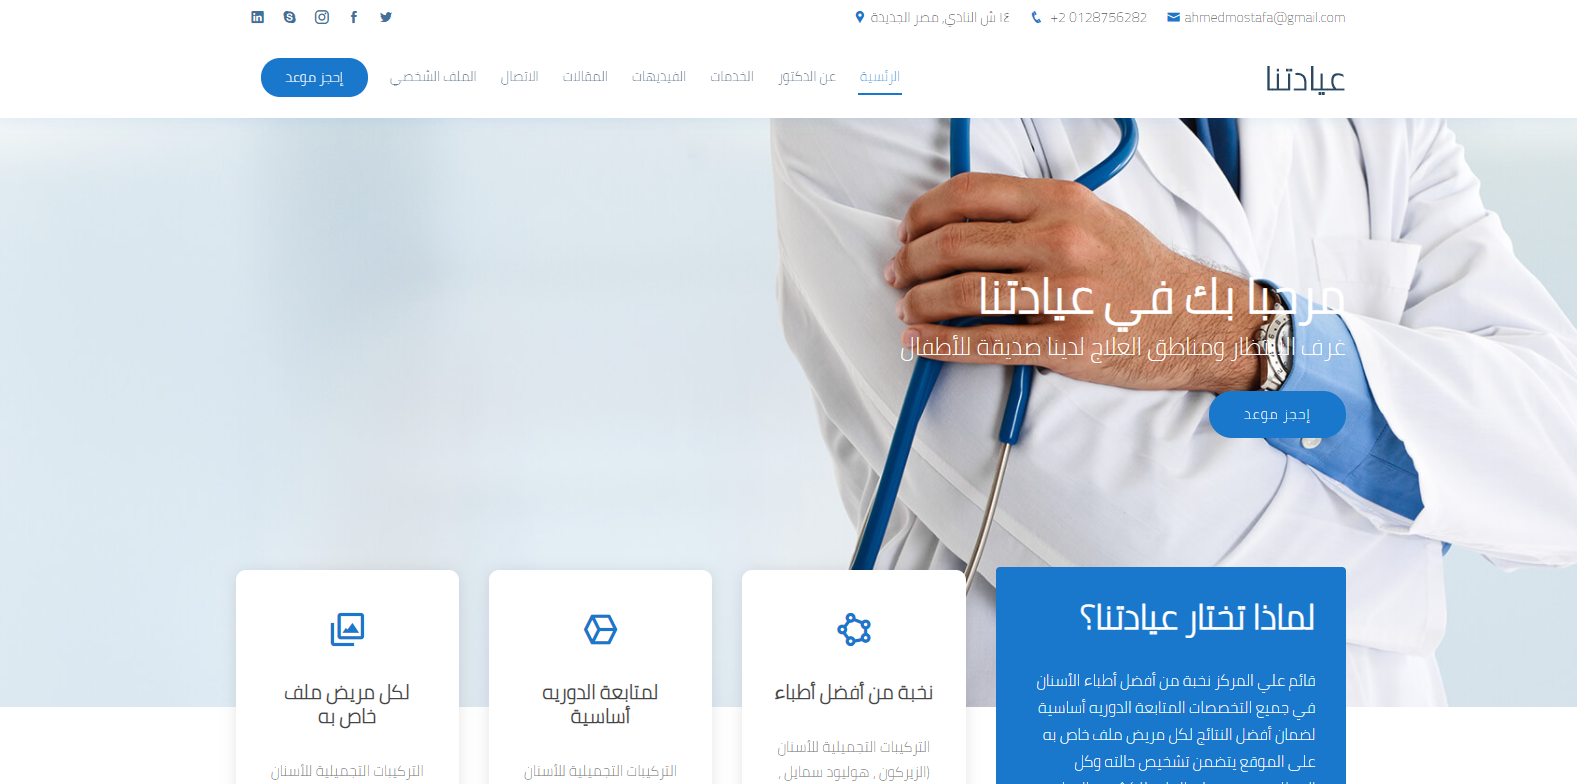 ahmedmostafa@gmail.com
+2 0128756282
١٤ ش النادي, مصر الجديدة
عيادتنا
الرئسية
عن الدكتور
الخدمات
الفيديهات
المقالات
الاتصال
الملف الشخصي
إحجز موعد
مرحبا بك في عيادتنا
غرف الانتظار ومناطق العلاج لدينا صديقة للأطفال
إحجز موعد
لماذا تختار عيادتنا؟
قائم علي المركز نخبة من أفضل أطباء الأسنان
في جميع التخصصات المتابعة الدوريه أساسية
لضمان أفضل النتائج لكل مريض ملف خاص به
على الموقع يتضمن تشخيص حالته وكل
نخبة من أفضل أطباء
التركيبات التجميلية للأسنان
(الزيركون , هوليود سمايل ,
لمتابعة الدوريه
أساسية
التركيبات التجميلية للأسنان
لكل مريض ملف
خاص به
التركيبات التجميلية للأسنان